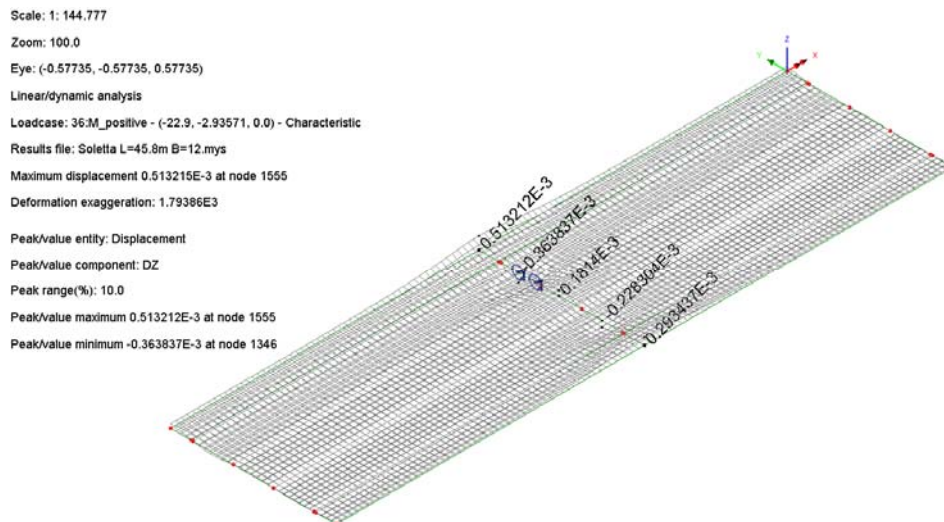 Scale: 1: 144.777
Zoom: 100.0
Eye: (-0.57735, -0.57735, 0.57735)
Linear/dynamic analysis
Loadcase: 36:M_positive - (-22.9, -2.93571, 0.0) - Characteristic
Results file: Soletta L=45.8m B=12.mys
Maximum displacement 0.513215E-3 at node 1555
Deformation exaggeration: 1.79386E3
Peak/value entity: Displacement
Peak/value component: DZ
Peak range(%): 10.0
Peak/value maximum 0.513212E-3 at node 1555
Peak/value minimum -0.363837E-3 at node 1346
Z
Y
X
0.513212E-3
-0.363837E-3
0.1814E-3
-0.228304E-3
0.293437E-3